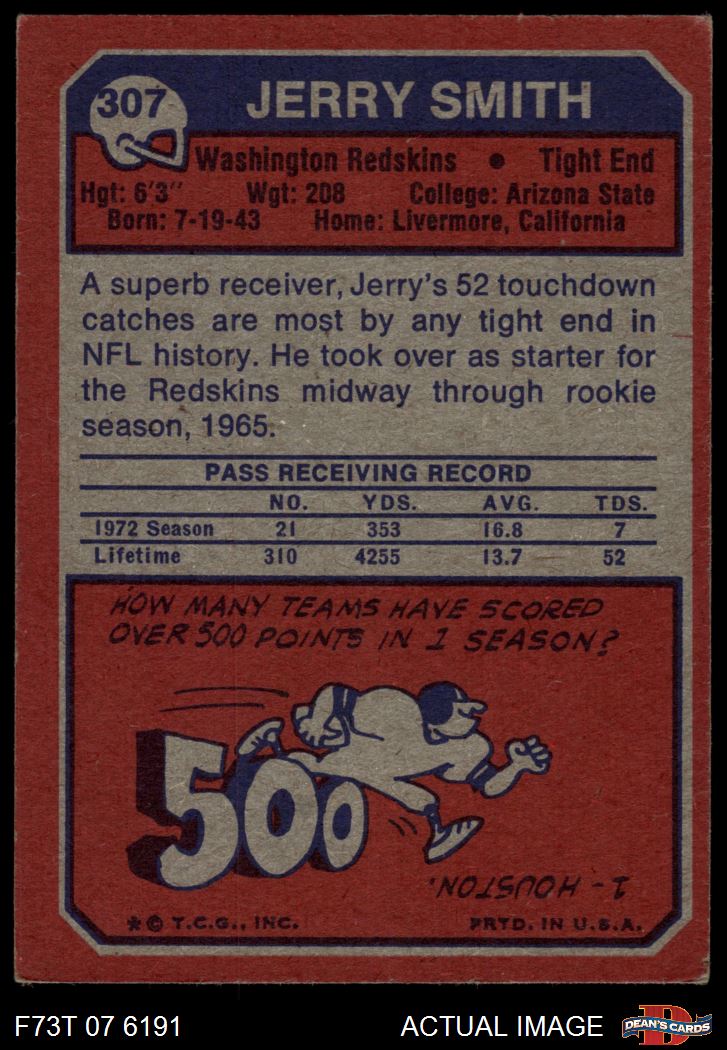 307
JERRY SMITH
Washington Redskins • Tight End
Hgt: 6'3" Wgt: 208 College: Arizona State
Born: 7-19-43 Home: Livermore, California
A superb receiver, Jerry's 52 touchdown
catches are most by any tight end in
NFL history. He took over as starter for
the Redskins midway through rookie
season, 1965.
PASS RECEIVING RECORD
NO. YDS. AVG. TDS.
1972 Season 21 353 16.8 7
Lifetime 310 4255 13.7 52
HOW MANY TEAMS HAVE SCORED
OVER 500 POINTS IN 1 SEASON?
500
1 - HOUSTON.
* © T.C.G., INC. PRTD. IN U.S.A.
F73T 07 6191 ACTUAL IMAGE
D
DEAN'S CARDS